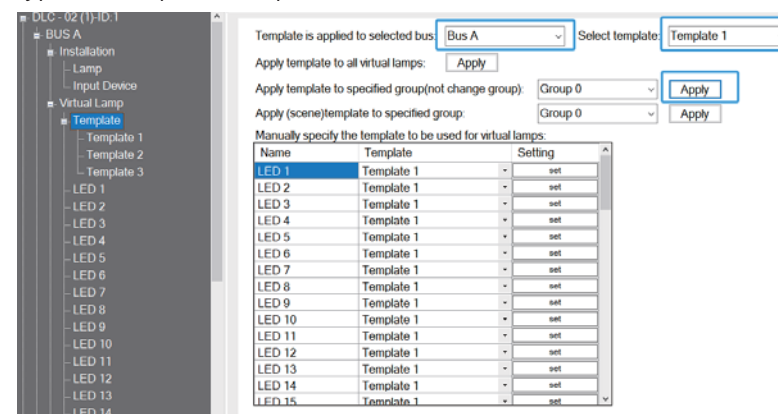 DLC - 02 (1)-ID:1
BUS A
Installation
Lamp
Input Device
Virtual Lamp
Template
Template 1
Template 2
Template 3
LED 1
LED 2
LED 3
LED 4
LED 5
LED 6
LED 7
LED 8
LED 9
LED 10
LED 11
LED 12
LED 13
LED 14
Template is applied to selected bus: Bus A Select template: Template 1
Apply template to all virtual lamps: Apply
Apply template to specified group(not change group): Group 0 Apply
Apply (scene)template to specified group: Group 0 Apply
Manually specify the template to be used for virtual lamps:
Name Template Setting
LED 1 Template 1 set
LED 2 Template 1 set
LED 3 Template 1 set
LED 4 Template 1 set
LED 5 Template 1 set
LED 6 Template 1 set
LED 7 Template 1 set
LED 8 Template 1 set
LED 9 Template 1 set
LED 10 Template 1 set
LED 11 Template 1 set
LED 12 Template 1 set
LED 13 Template 1 set
LED 14 Template 1 set
LED 15 Template 1 set